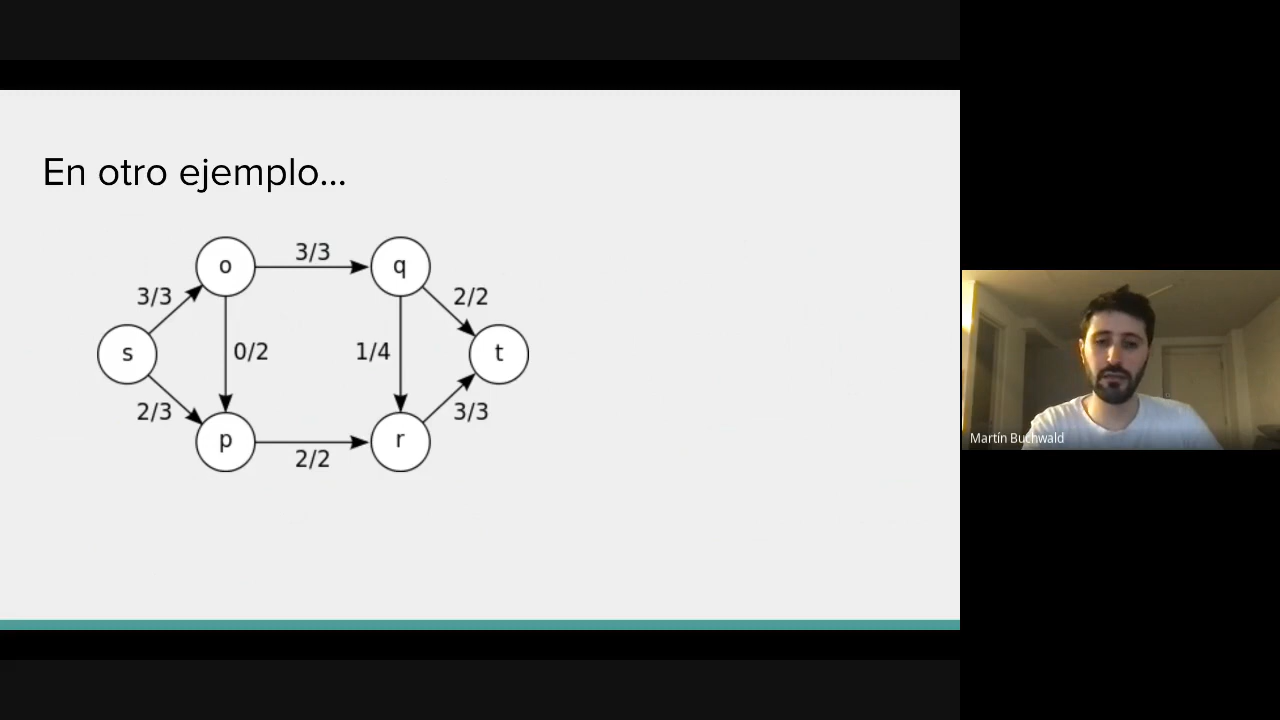 En otro ejemplo...
o
3/3
q
3/3
2/2
s
0/2
1/4
t
2/3
3/3
p
2/2
r
Martín Buchwald